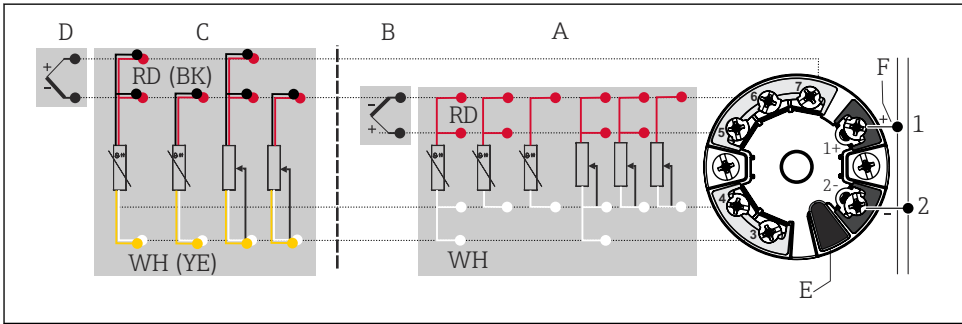 D C B A
F
+ RD (BK) 7
- 6 +
- RD 1
+ 5 1+
2-
4 2
3 -
WH (YE) WH
E